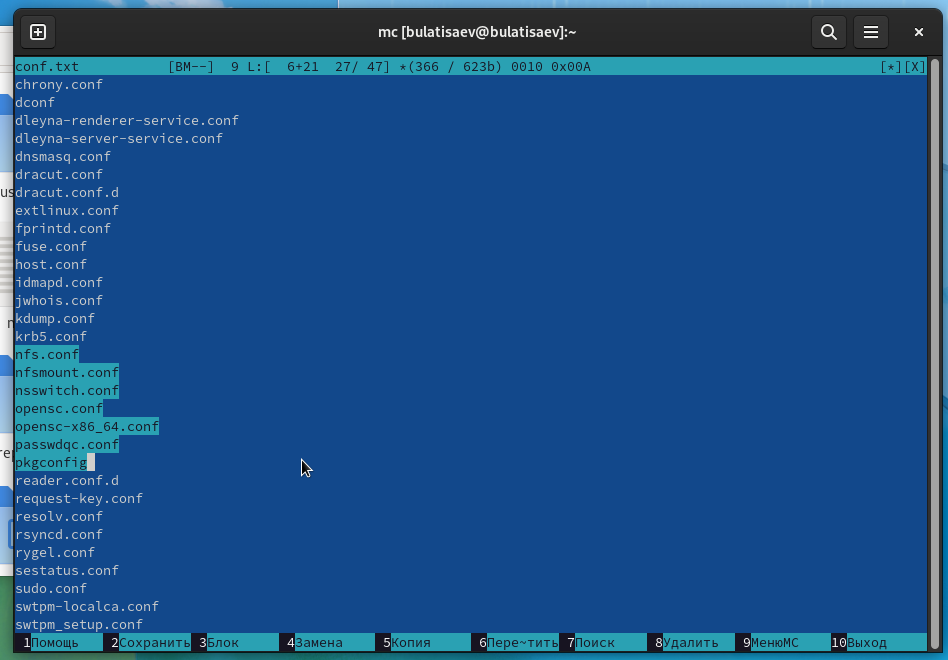 mc [bulatisaev@bulatisaev]:~
conf.txt [BM--] 9 L:[ 6+21 27/ 47] *(366 / 623b) 0010 0x00A [*][X]
chrony.conf
dconf
dleyna-renderer-service.conf
dleyna-server-service.conf
dnsmasq.conf
dracut.conf
dracut.conf.d
extlinux.conf
fprintd.conf
fuse.conf
host.conf
idmapd.conf
jwhois.conf
kdump.conf
krb5.conf
nfs.conf
nfsmount.conf
nsswitch.conf
opensc.conf
opensc-x86_64.conf
passwdqc.conf
pkgconfig
reader.conf.d
request-key.conf
resolv.conf
rsyncd.conf
rygel.conf
sestatus.conf
sudo.conf
swtpm-localca.conf
swtpm_setup.conf
1Помощь 2Сохранить 3Блок 4Замена 5Копия 6Пере~тить 7Поиск 8Удалить 9МенюMC 10Выход